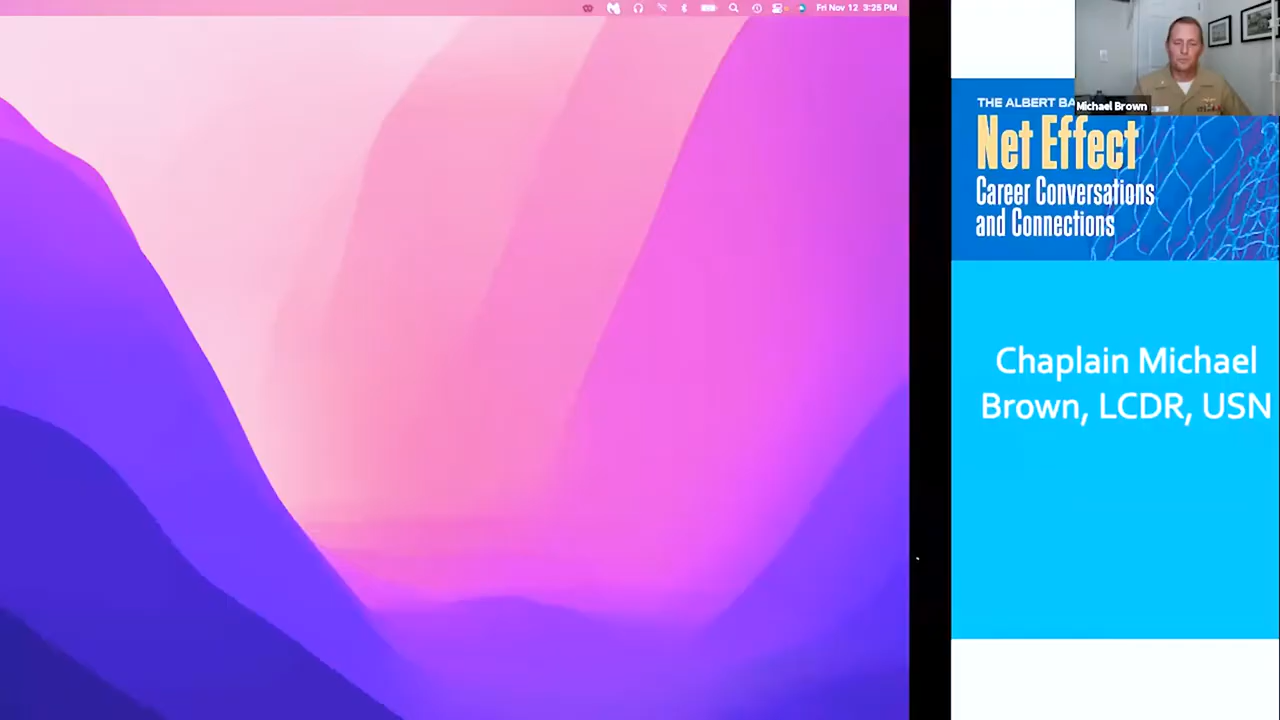 Fri Nov 12 3:25 PM
THE ALBERT BA
Michael Brown
Net Effect
Career Conversations
and Connections
Chaplain Michael
Brown, LCDR, USN